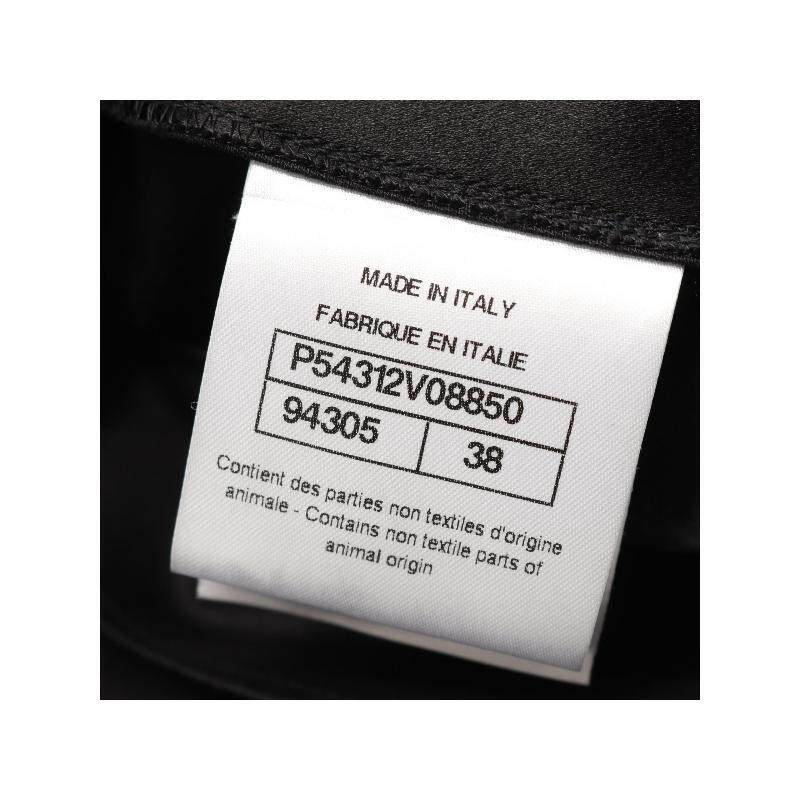 MADE IN ITALY
FABRIQUE EN ITALIE
P54312V08850
94305 38
Contient des parties non textiles d'origine
animale - Contains non textile parts of
animal origin